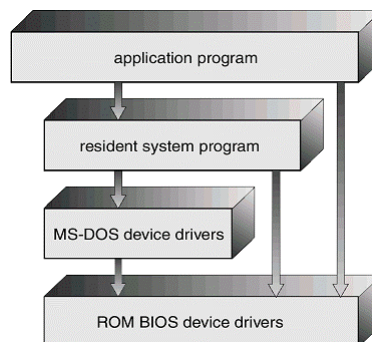 application program
resident system program
MS-DOS device drivers
ROM BIOS device drivers